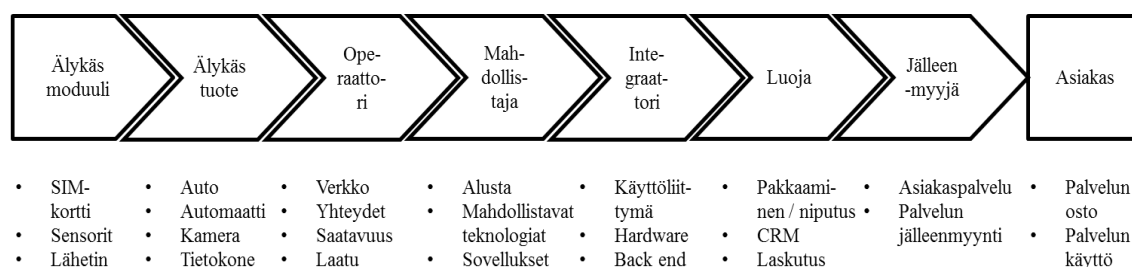 Älykäs
moduuli
Älykäs
tuote
Ope-
raatto-
ri
Mah-
dollis-
taja
Inte-
graat-
tori
Luoja
Jälleen
-myyjä
Asiakas
• SIM-
kortti
• Sensorit
• Lähetin
• Auto
• Automaatti
• Kamera
• Tietokone
• Verkko
• Yhteydet
• Saatavuus
• Laatu
• Alusta
• Mahdollistavat
teknologiat
• Sovellukset
• Käyttöliit-
tymä
• Hardware
• Back end
• Pakkaami-
nen / niputus
• CRM
• Laskutus
• Asiakaspalvelu
• Palvelun
jälleenmyynti
• Palvelun
osto
• Palvelun
käyttö